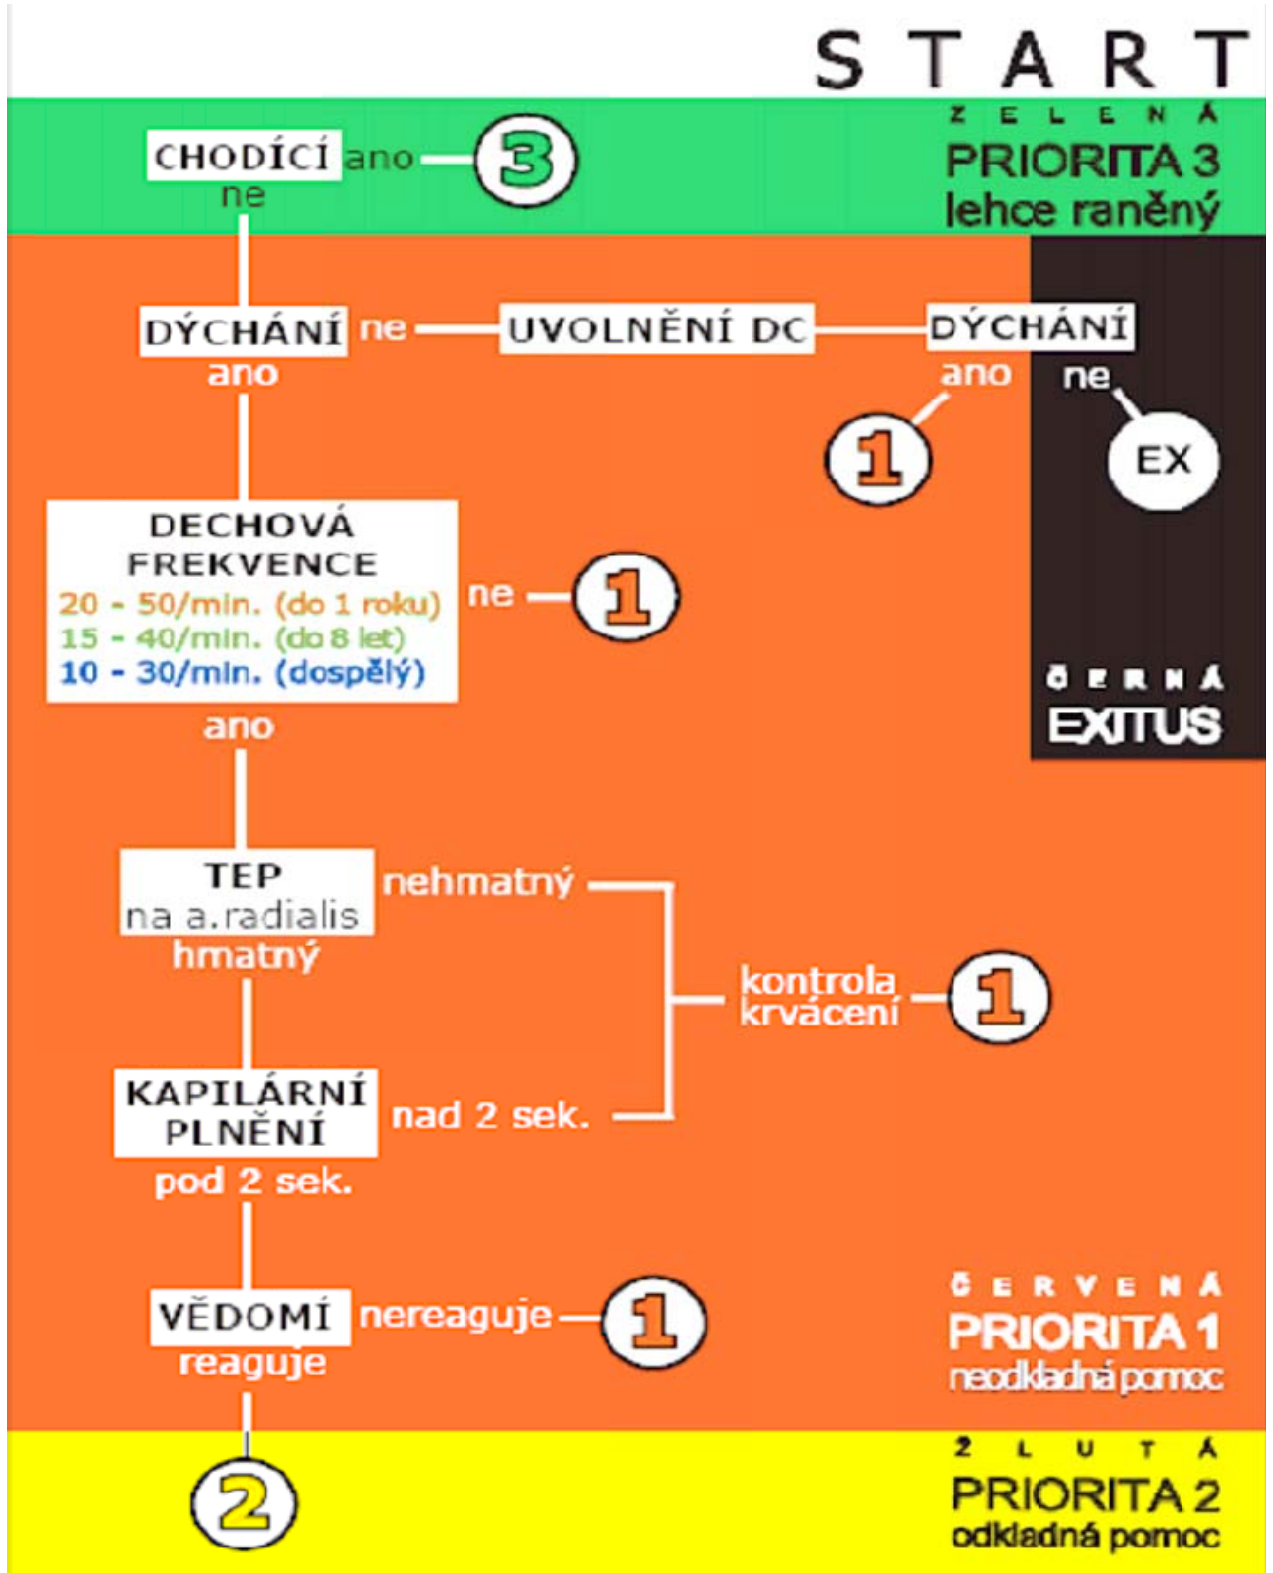 START
ZELENÁ
PRIORITA 3
lehce raněný
CHODÍCÍ ano 3
ne
DÝCHÁNÍ ne UVOLNĚNÍ DC DÝCHÁNÍ
ano
ano ne
1 EX
DECHOVÁ
FREKVENCE
20 - 50/min. (do 1 roku)
15 - 40/min. (do 8 let)
10 - 30/min. (dospělý)
ne 1
ano
ČERNÁ
EXITUS
TEP
na a.radialis
nehmatný
hmatný
kontrola
krvácení
1
KAPILÁRNÍ
PLNĚNÍ
nad 2 sek.
pod 2 sek.
VĚDOMÍ nereaguje 1
reaguje
ČERVENÁ
PRIORITA 1
neodkladná pomoc
2
ŽLUTÁ
PRIORITA 2
odkladná pomoc